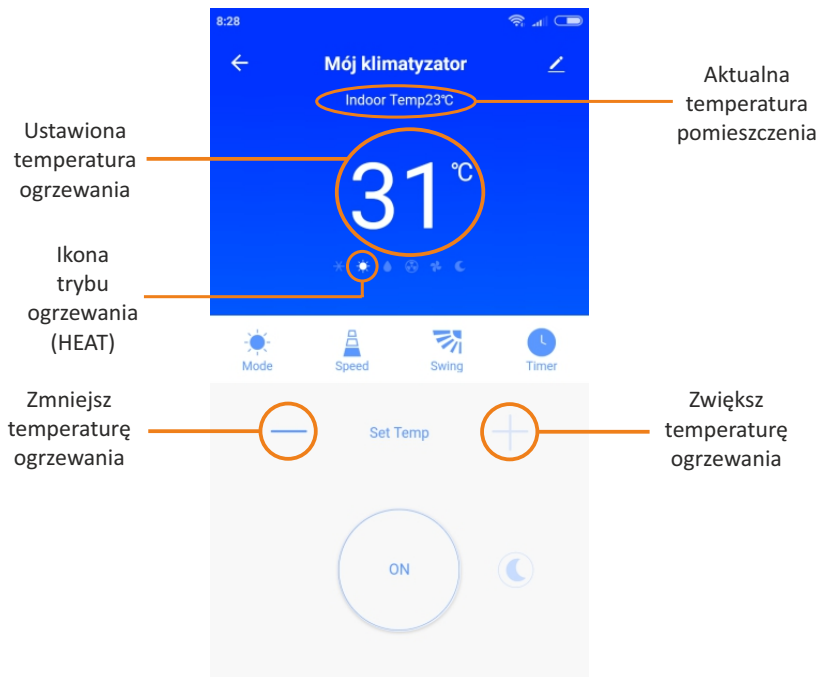 8:28
Mój klimatyzator
Indoor Temp23℃
31 ℃
Aktualna
temperatura
pomieszczenia
Ustawiona
temperatura
ogrzewania
Ikona
trybu
ogrzewania
(HEAT)
Mode
Speed
Swing
Timer
Zmniejsz
temperaturę
ogrzewania
Set Temp
Zwiększ
temperaturę
ogrzewania
ON